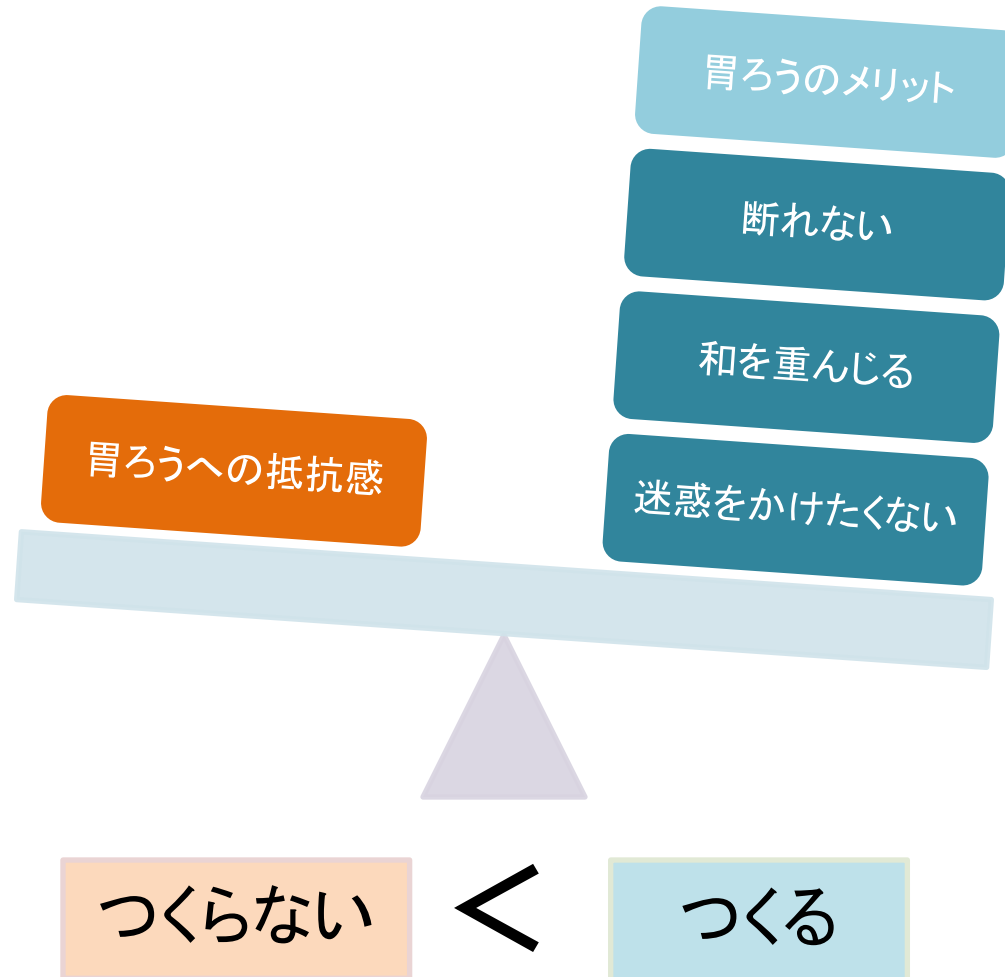 胃ろうのメリット
断れない
和を重んじる
胃ろうへの抵抗感
迷惑をかけたくない
つくらない < つくる